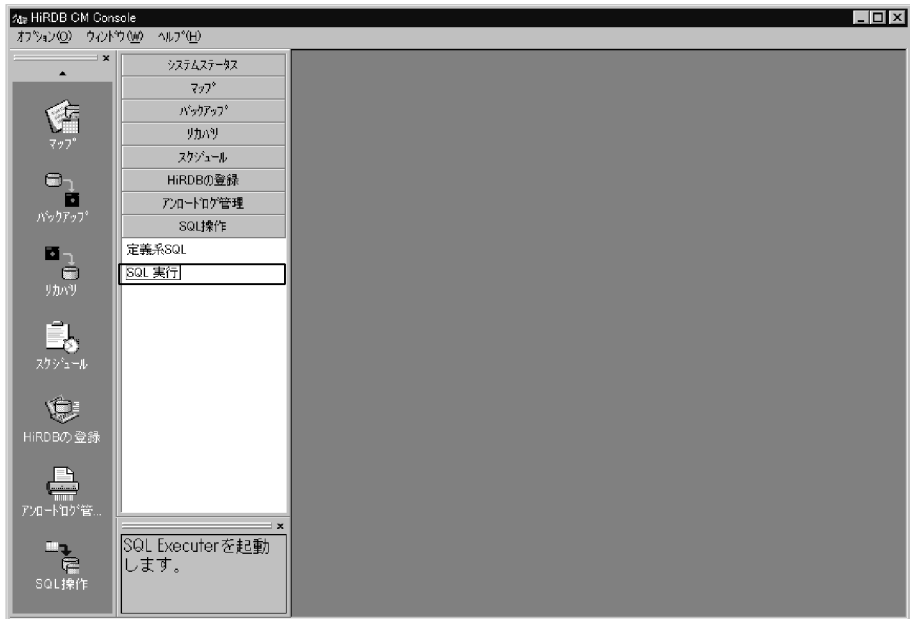 HiRDB CM Console
オプション(O) ウィンドウ(W) ヘルプ(H)
マップ
バックアップ
リカバリ
スケジュール
HiRDBの登録
アンロードログ管...
SQL操作
システムステータス
マップ
バックアップ
リカバリ
スケジュール
HiRDBの登録
アンロードログ管理
SQL操作
定義系SQL
SQL 実行
SQL Executerを起動
します。